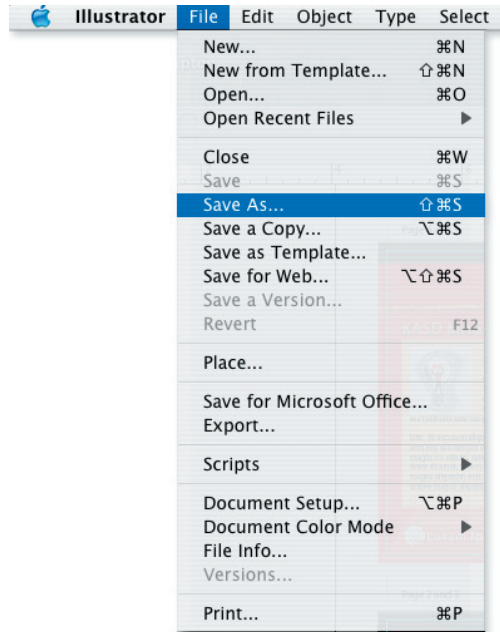 Illustrator File Edit Object Type Select
New... ⌘N
New from Template... ⇧⌘N
Open... ⌘O
Open Recent Files ▶
Close ⌘W
Save ⌘S
Save As... ⇧⌘S
Save a Copy... ⌥⌘S
Save as Template...
Save for Web... ⌥⇧⌘S
Save a Version...
Revert F12
Place...
Save for Microsoft Office...
Export...
Scripts ▶
Document Setup... ⌥⌘P
Document Color Mode ▶
File Info...
Versions...
Print... ⌘P